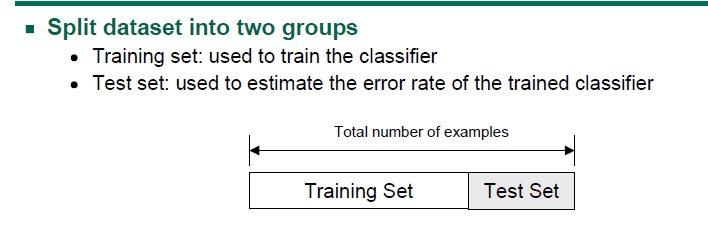 ▪ Split dataset into two groups
• Training set: used to train the classifier
• Test set: used to estimate the error rate of the trained classifier
Total number of examples
Training Set Test Set